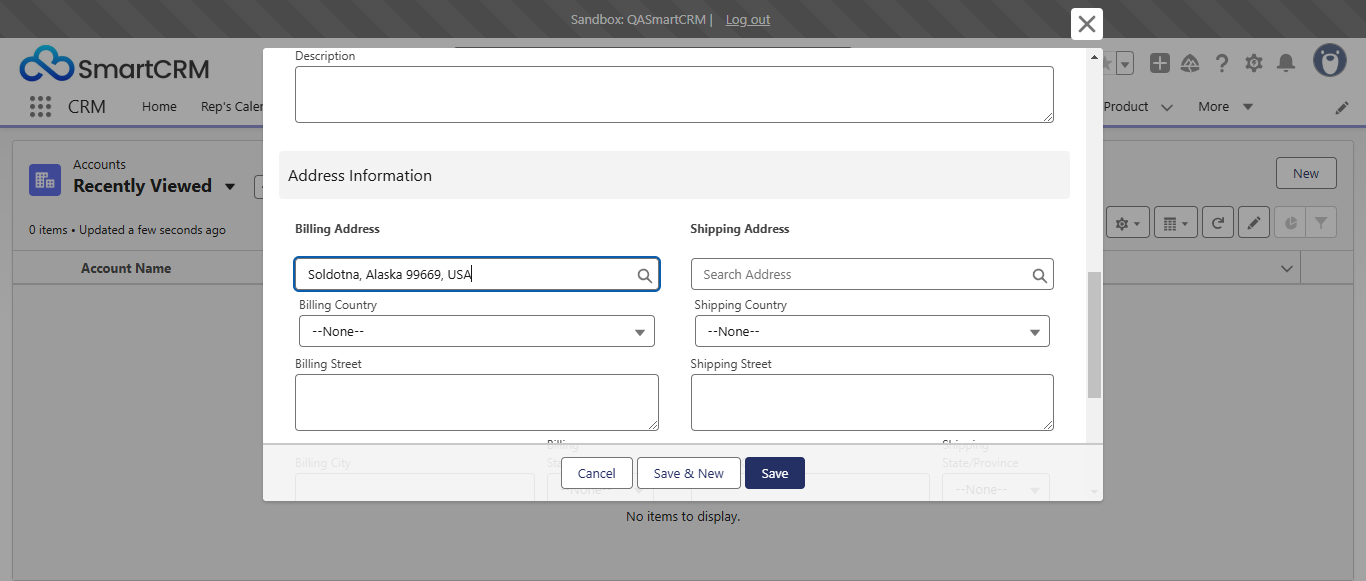 Sandbox: QASmartCRM | Log out
SmartCRM
CRM Home Rep's Caler Product More
Accounts
Recently Viewed
New
0 items • Updated a few seconds ago
Account Name
Description
Address Information
Billing Address Shipping Address
Soldotna, Alaska 99669, USA Search Address
Billing Country Shipping Country
--None-- --None--
Billing Street Shipping Street
Billing Shipping
Billing City State/Province
--None-- --None--
Cancel Save & New Save
No items to display.